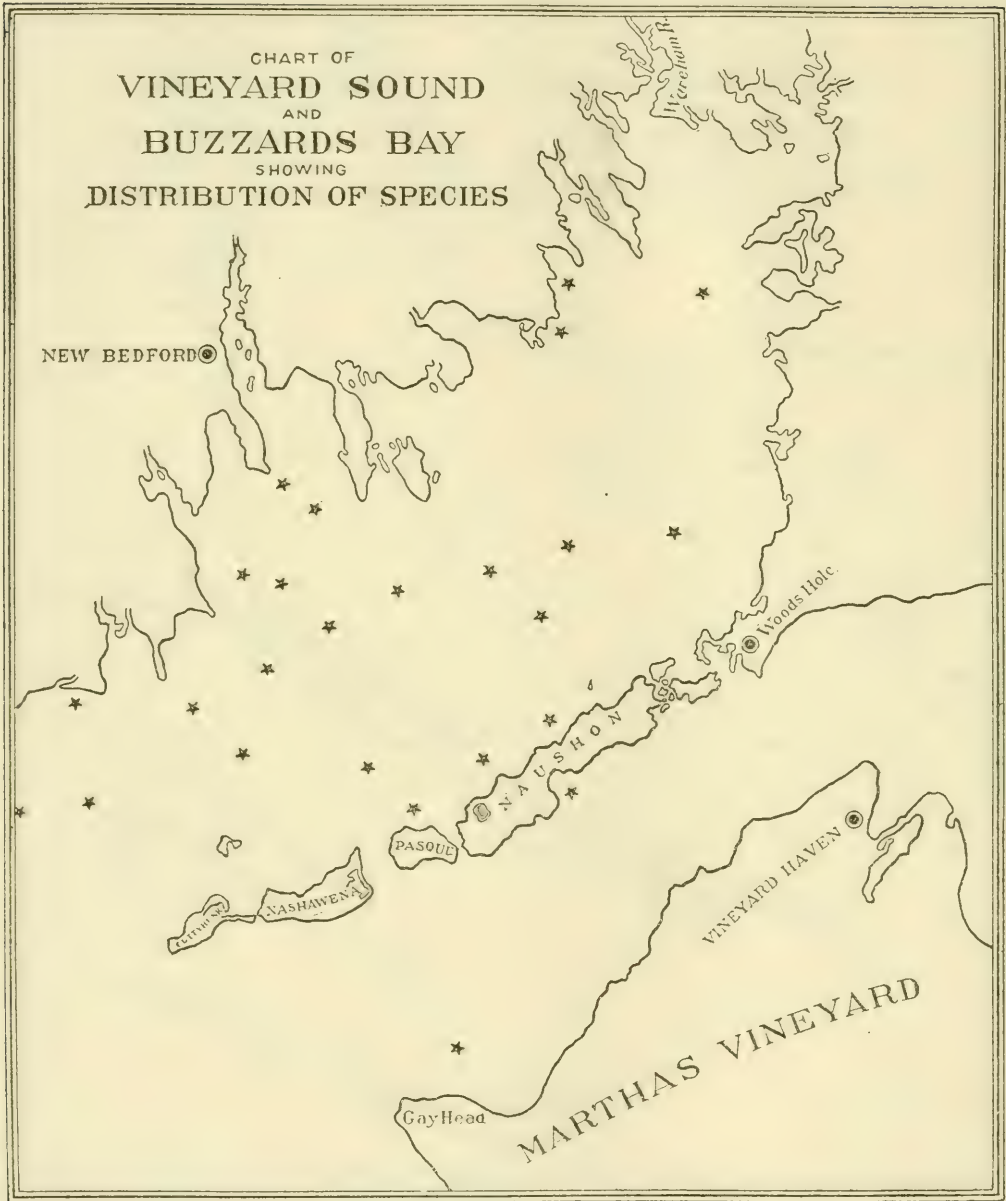 CHART OF
VINEYARD SOUND
AND
BUZZARDS BAY
SHOWING
DISTRIBUTION OF SPECIES
Wareham R.
NEW BEDFORD
Woods Hole.
NAUSHON
PASQUE
VINEYARD HAVEN
NASHAWENA
MARTHAS VINEYARD
Gay Head